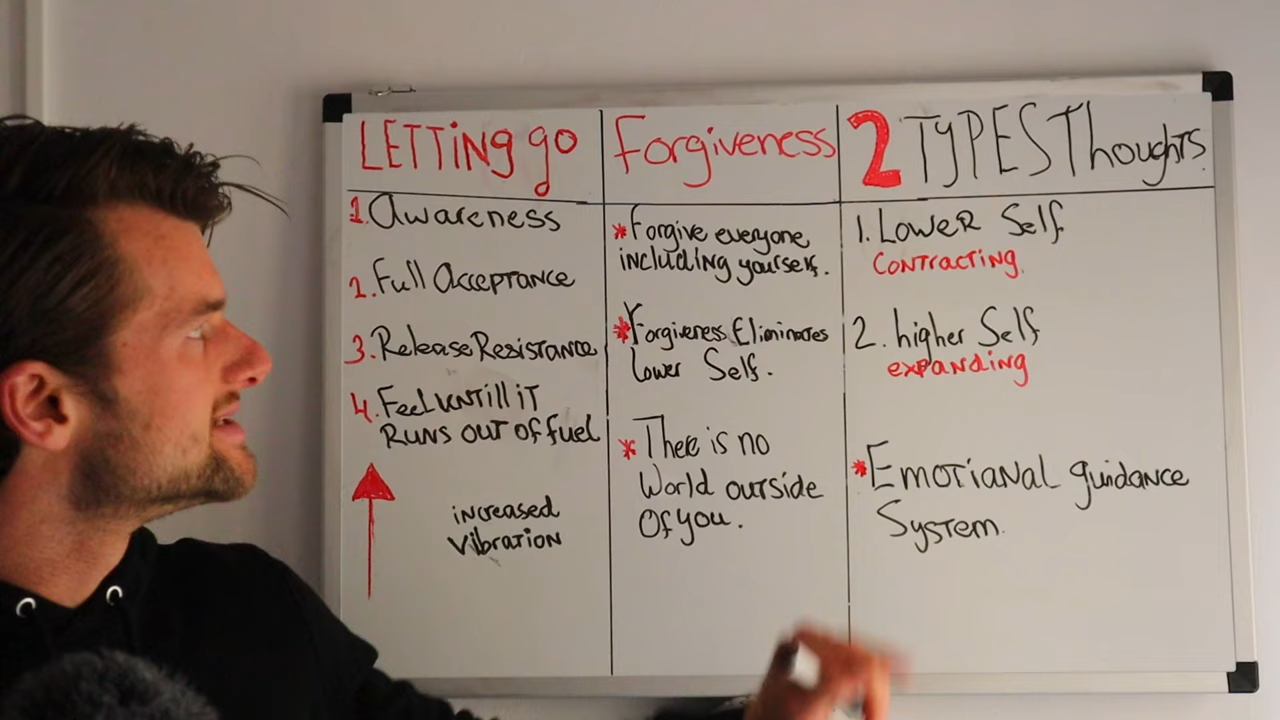 LETTING go
1. Awareness
2. Full Acceptance
3. Release Resistance
4. Feel untill it
Runs out of fuel
increased
vibration
Forgiveness
* Forgive everyone
including yourself.
* Forgiveness Eliminates
lower Self.
* There is no
World outside
Of you.
2 TYPES Thoughts
1. Lower Self
Contracting
2. higher Self
expanding
* Emotianal guidance
System.